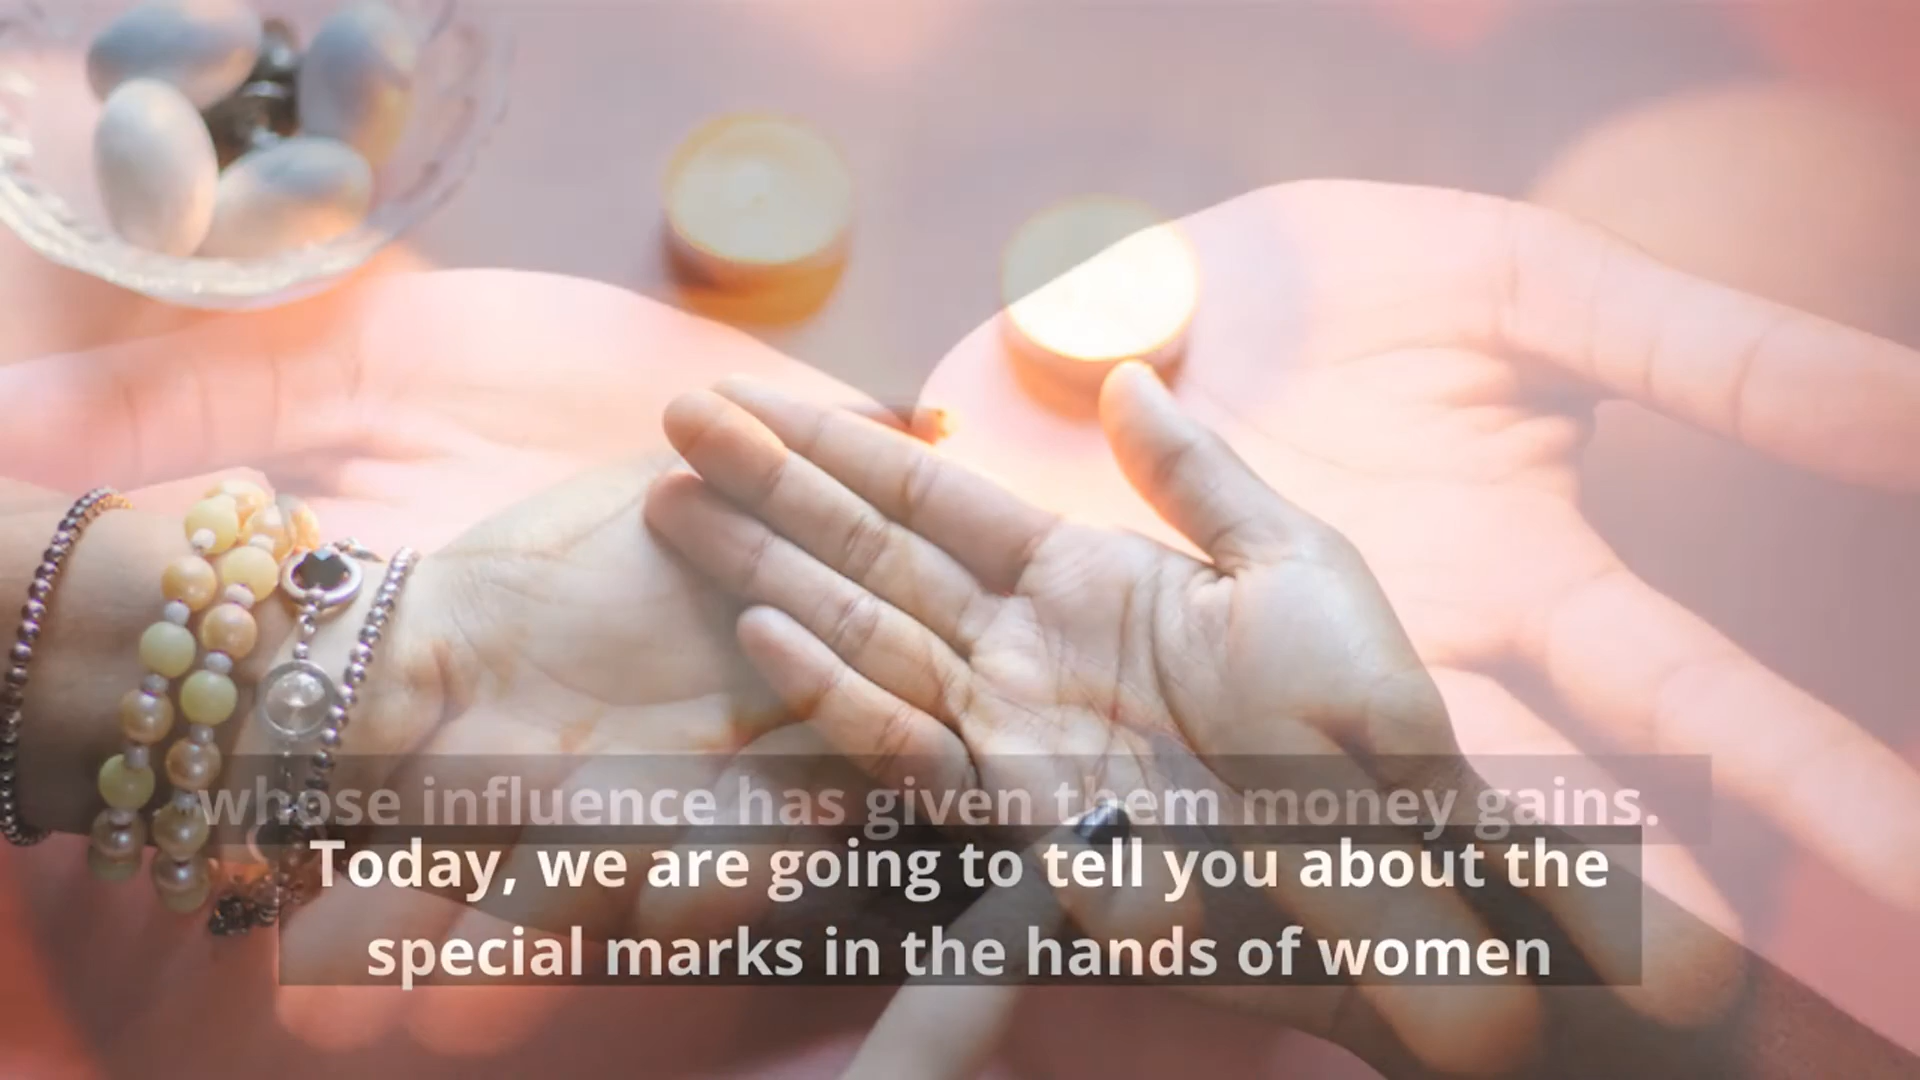 whose influence has given them money gains.
Today, we are going to tell you about the
special marks in the hands of women